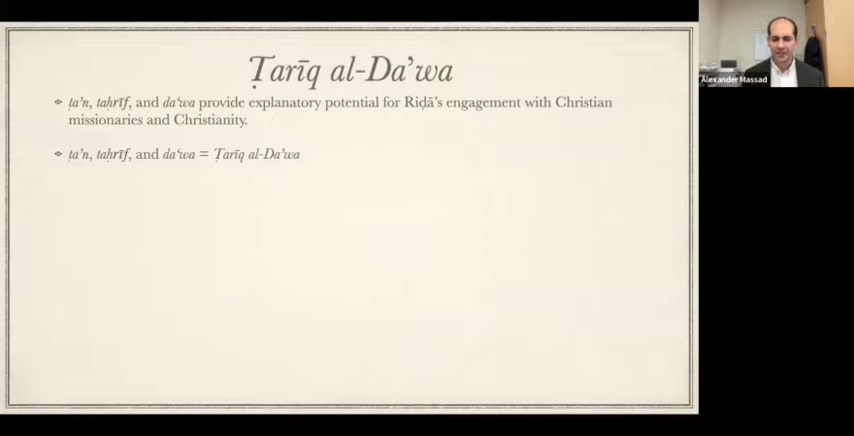 Ṭarīq al-Da’wa
ṭa’n, taḥrīf, and da‘wa provide explanatory potential for Riḍā’s engagement with Christian
missionaries and Christianity.
ṭa’n, taḥrīf, and da‘wa = Ṭarīq al-Da’wa
Alexander Massad